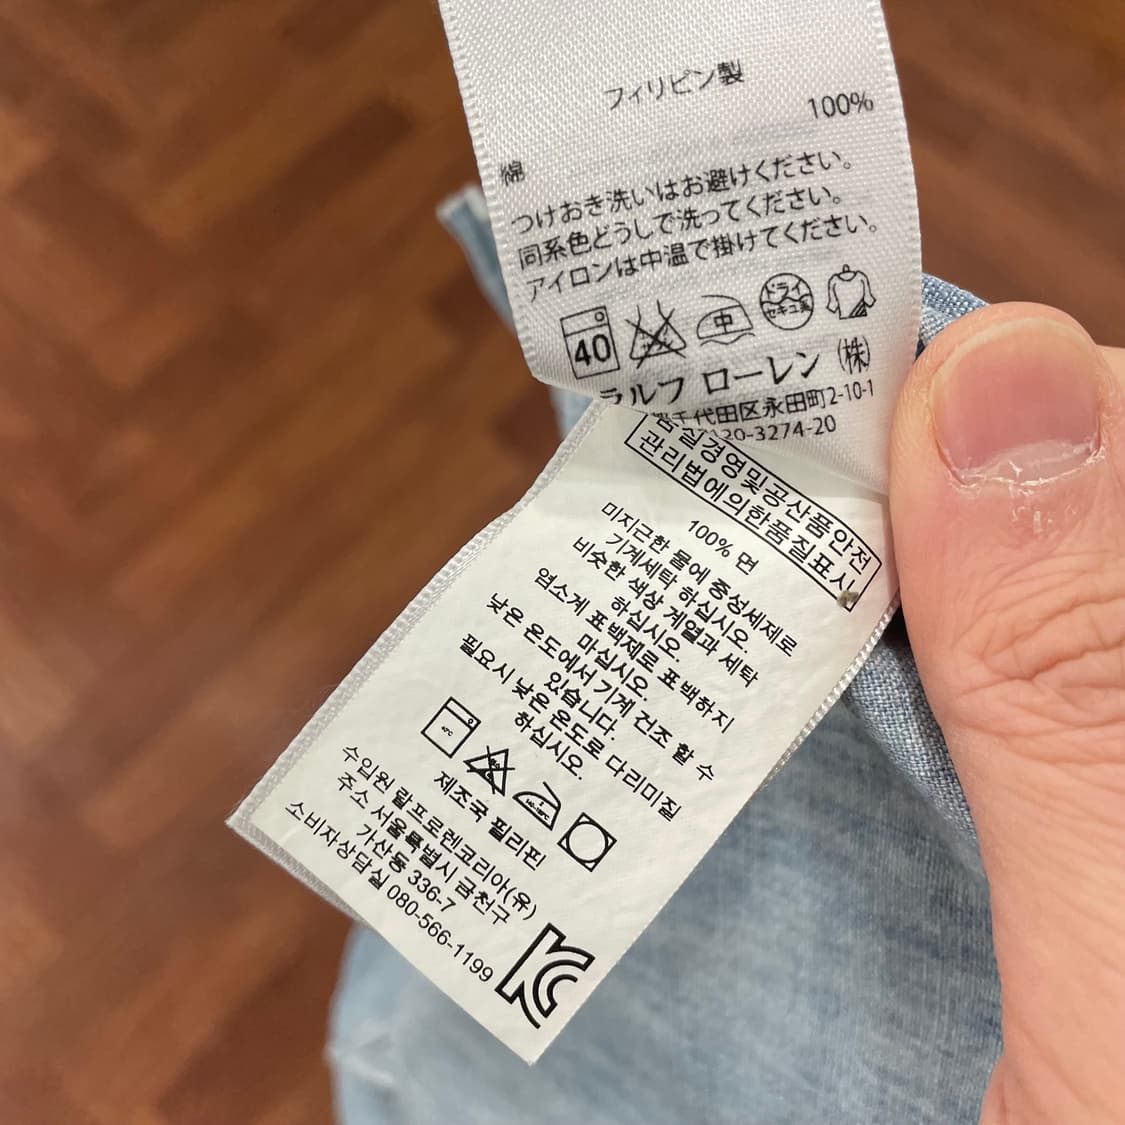 フィリピン製
綿 100%
つけおき洗いはお避けください。
同系色どうしで洗ってください。
アイロンは中温で掛けてください。
40 中 ドライ セキユ系
ラルフ ローレン (株)
千代田区永田町2-10-1
20-3274-20
품질경영및공산품안전
관리법에의한품질표시
100% 면
미지근한 물에 중성세제로
기계세탁 하십시오.
비슷한 색상 계열과 세탁
하십시오.
염소계 표백제로 표백하지
마십시오.
낮은 온도에서 기계 건조 할 수
있습니다.
필요시 낮은 온도로 다리미질
하십시오.
40℃
제조국 필리핀
수입원 랄프로렌코리아(유)
주소 서울특별시 금천구
가산동 336-7
소비자상담실 080-566-1199